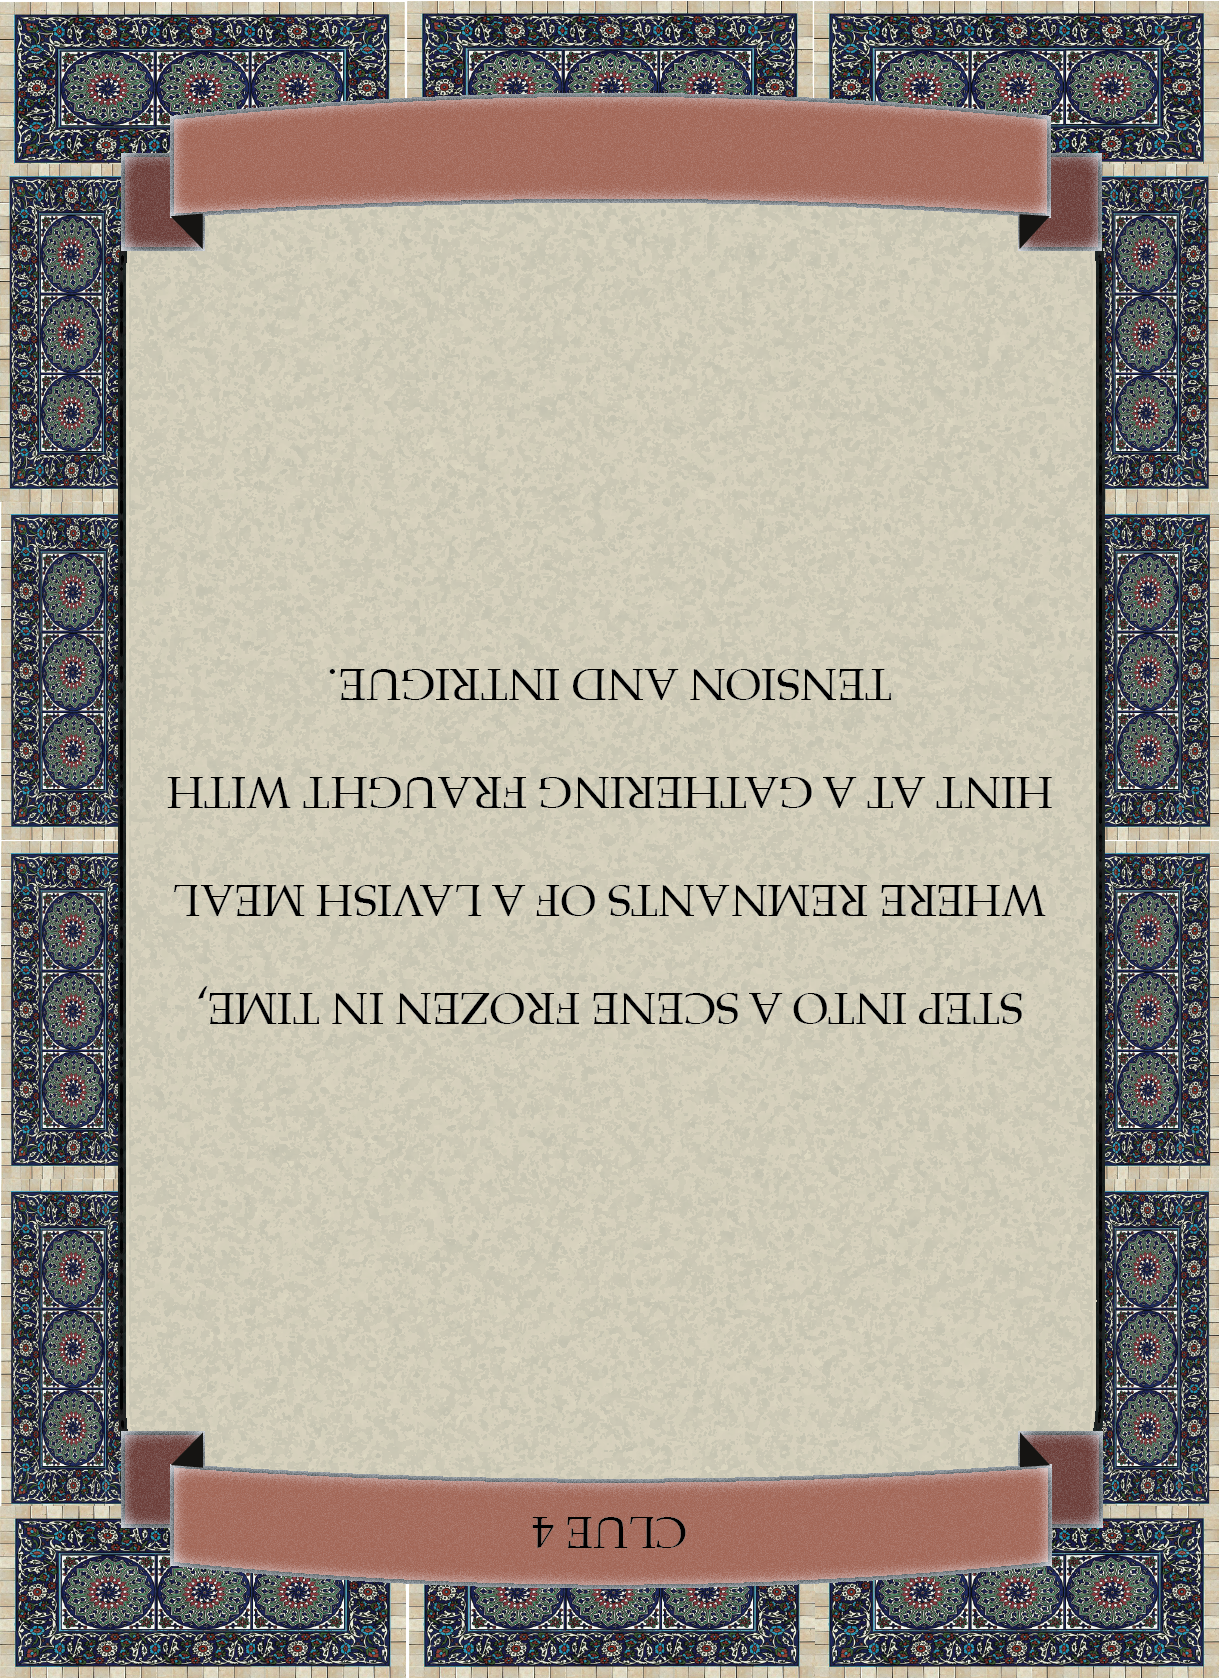 CLUE 4
STEP INTO A SCENE FROZEN IN TIME,
WHERE REMNANTS OF A LAVISH MEAL
HINT AT A GATHERING FRAUGHT WITH
TENSION AND INTRIGUE.